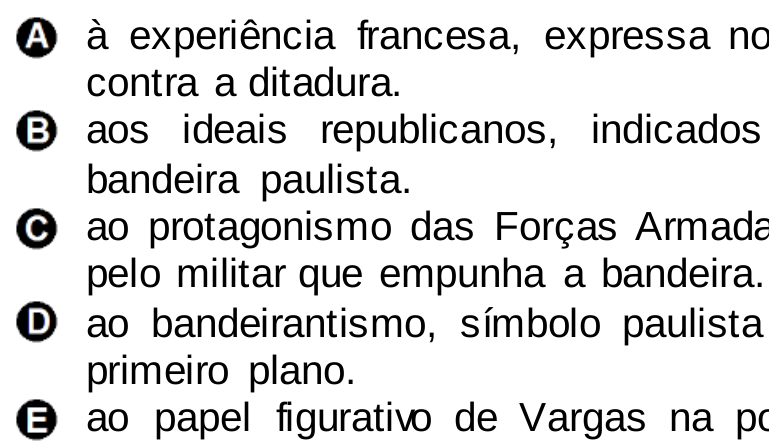 A à experiência francesa, expressa no
contra a ditadura.
B aos ideais republicanos, indicados
bandeira paulista.
C ao protagonismo das Forças Armada
pelo militar que empunha a bandeira.
D ao bandeirantismo, símbolo paulista
primeiro plano.
E ao papel figurativo de Vargas na po